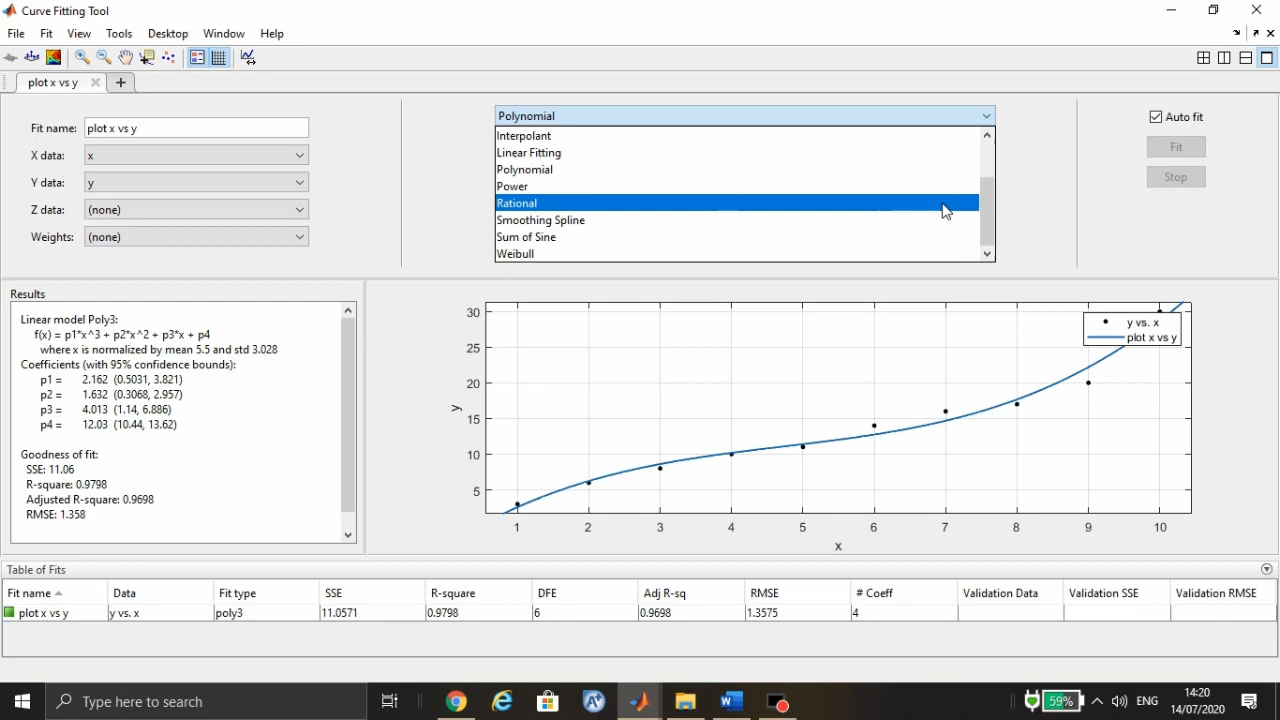 Curve Fitting Tool
File Fit View Tools Desktop Window Help
plot x vs y
Fit name: plot x vs y
X data: x
Y data: y
Z data: (none)
Weights: (none)
Polynomial
Interpolant
Linear Fitting
Polynomial
Power
Rational
Smoothing Spline
Sum of Sine
Weibull
Auto fit
Fit
Stop
Results
Linear model Poly3:
f(x) = p1*x^3 + p2*x^2 + p3*x + p4
where x is normalized by mean 5.5 and std 3.028
Coefficients (with 95% confidence bounds):
p1 = 2.162 (0.5031, 3.821)
p2 = 1.632 (0.3068, 2.957)
p3 = 4.013 (1.14, 6.886)
p4 = 12.03 (10.44, 13.62)
Goodness of fit:
SSE: 11.06
R-square: 0.9798
Adjusted R-square: 0.9698
RMSE: 1.358
30
25
20
15
10
5
y
y vs. x
plot x vs y
1 2 3 4 5 6 7 8 9 10
x
Table of Fits
Fit name Data Fit type SSE R-square DFE Adj R-sq RMSE # Coeff Validation Data Validation SSE Validation RMSE
plot x vs y y vs. x poly3 11.0571 0.9798 6 0.9698 1.3575 4
Type here to search
59%
ENG
14:20
14/07/2020